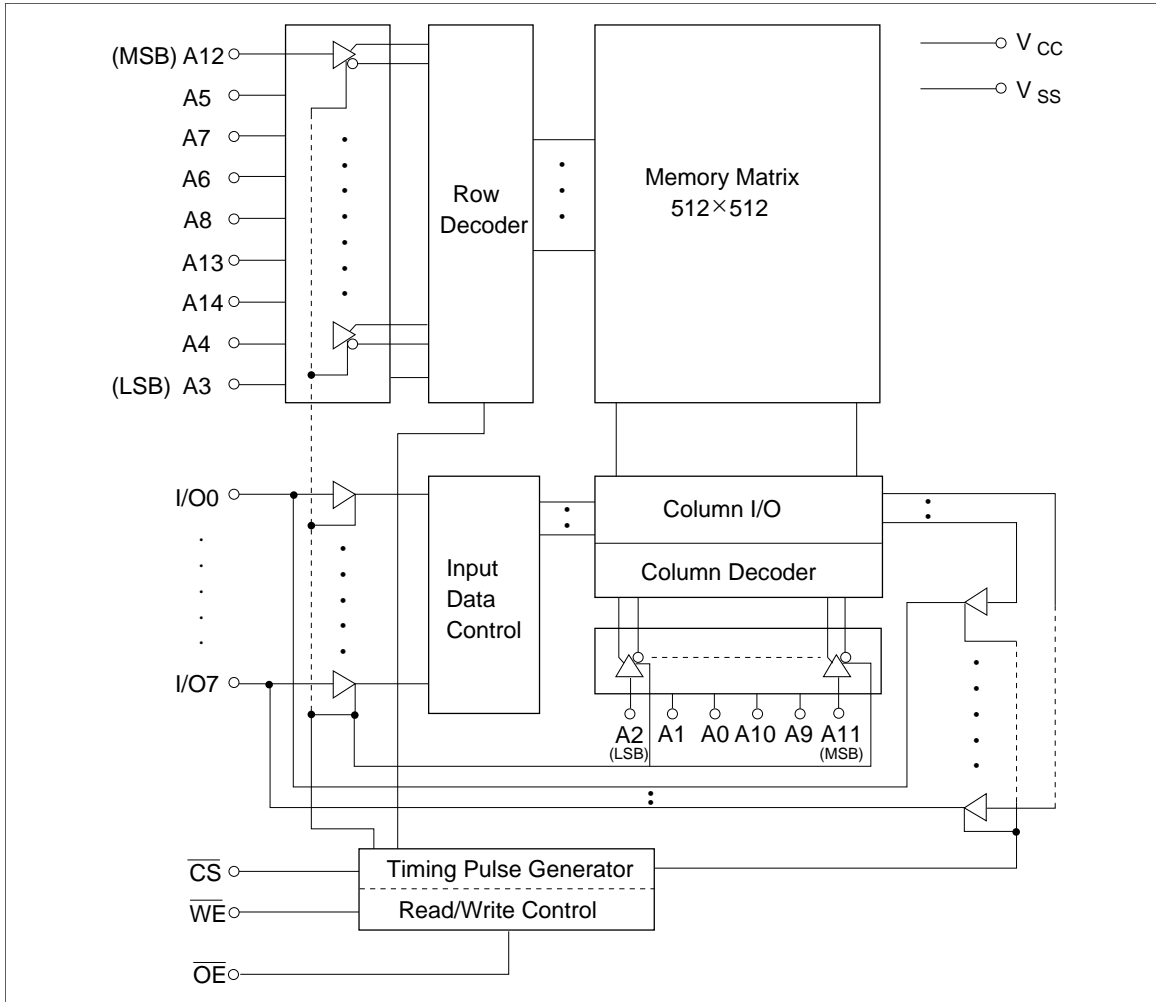 (MSB) A12
A5
A7
A6
A8
A13
A14
A4
(LSB) A3
Row
Decoder
Memory Matrix
512×512
V CC
V SS
I/O0
I/O7
Input
Data
Control
Column I/O
Column Decoder
A2 A1 A0 A10 A9 A11
(LSB) (MSB)
CS
WE
OE
Timing Pulse Generator
Read/Write Control